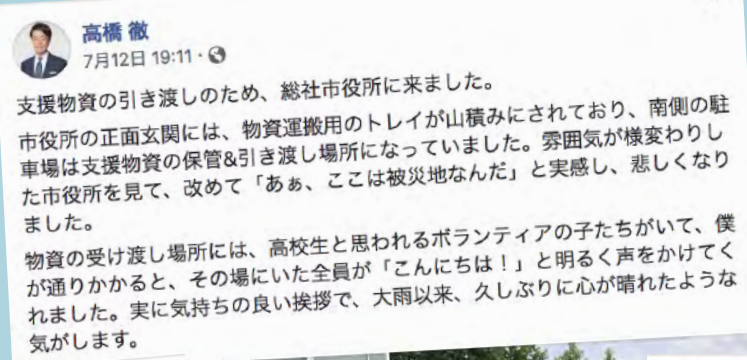 高橋 徹
7月12日 19:11
支援物資の引き渡しのため、総社市役所に来ました。
市役所の正面玄関には、物資運搬用のトレイが山積みにされており、南側の駐
車場は支援物資の保管&引き渡し場所になっていました。雰囲気が様変わりし
た市役所を見て、改めて「あぁ、ここは被災地なんだ」と実感し、悲しくなり
ました。
物資の受け渡し場所には、高校生と思われるボランティアの子たちがいて、僕
が通りかかると、その場にいた全員が「こんにちは！」と明るく声をかけてく
れました。実に気持ちの良い挨拶で、大雨以来、久しぶりに心が晴れたような
気がします。